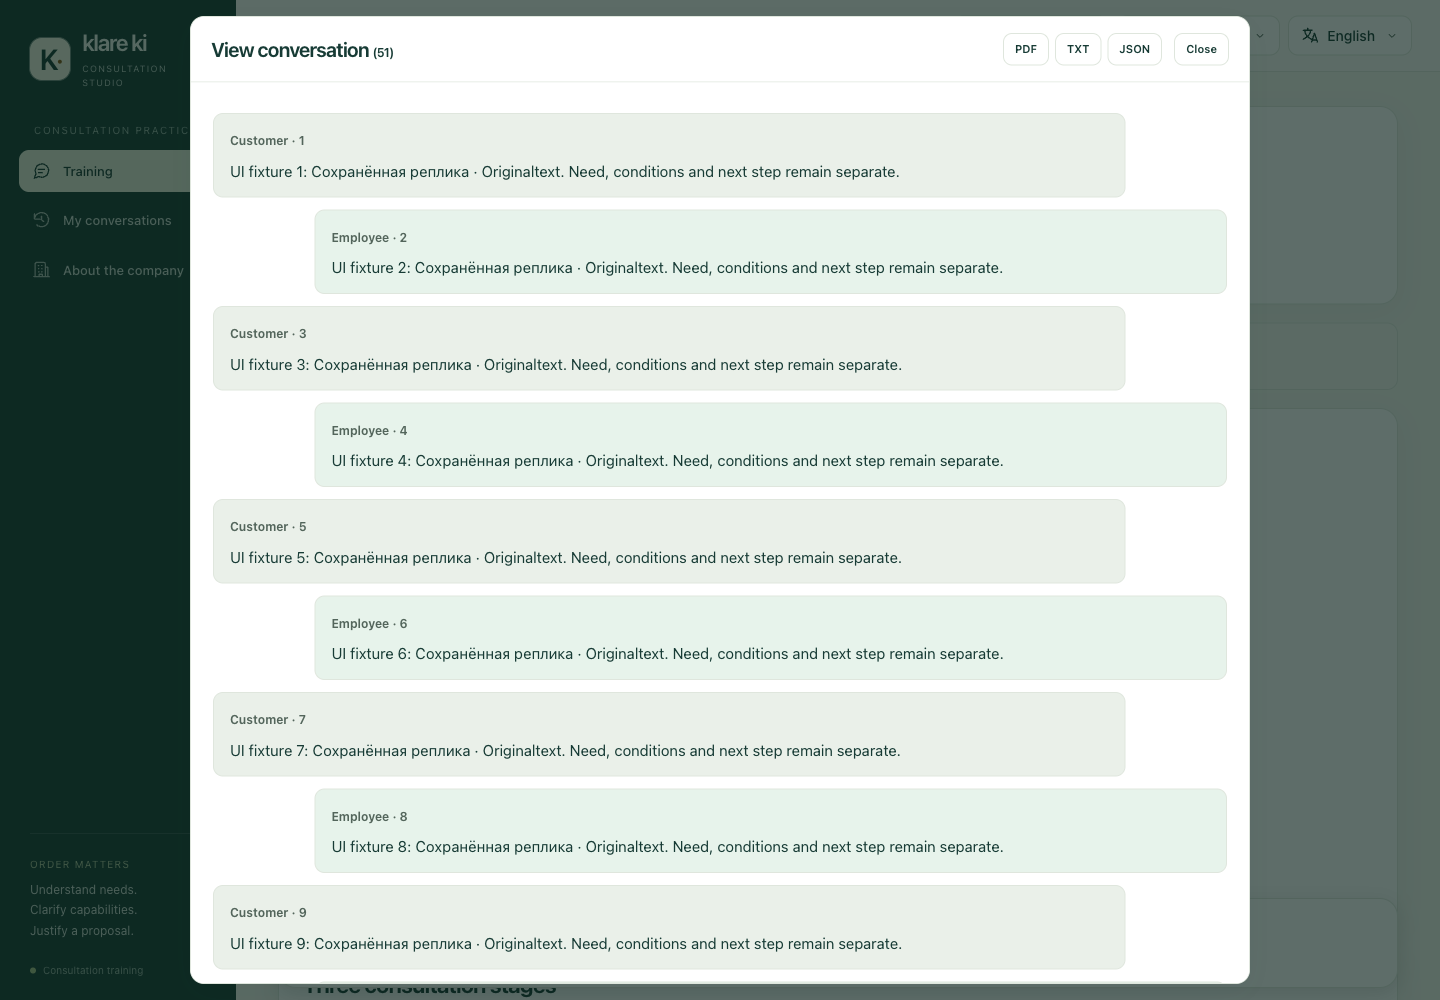 klare ki
CONSULTATION
STUDIO
CONSULTATION PRACTIC
Training
My conversations
About the company
ORDER MATTERS
Understand needs.
Clarify capabilities.
Justify a proposal.
Consultation training
English
View conversation (51)
PDF
TXT
JSON
Close
Customer · 1
UI fixture 1: Сохранённая реплика · Originaltext. Need, conditions and next step remain separate.
Employee · 2
UI fixture 2: Сохранённая реплика · Originaltext. Need, conditions and next step remain separate.
Customer · 3
UI fixture 3: Сохранённая реплика · Originaltext. Need, conditions and next step remain separate.
Employee · 4
UI fixture 4: Сохранённая реплика · Originaltext. Need, conditions and next step remain separate.
Customer · 5
UI fixture 5: Сохранённая реплика · Originaltext. Need, conditions and next step remain separate.
Employee · 6
UI fixture 6: Сохранённая реплика · Originaltext. Need, conditions and next step remain separate.
Customer · 7
UI fixture 7: Сохранённая реплика · Originaltext. Need, conditions and next step remain separate.
Employee · 8
UI fixture 8: Сохранённая реплика · Originaltext. Need, conditions and next step remain separate.
Customer · 9
UI fixture 9: Сохранённая реплика · Originaltext. Need, conditions and next step remain separate.
Three consultation stages